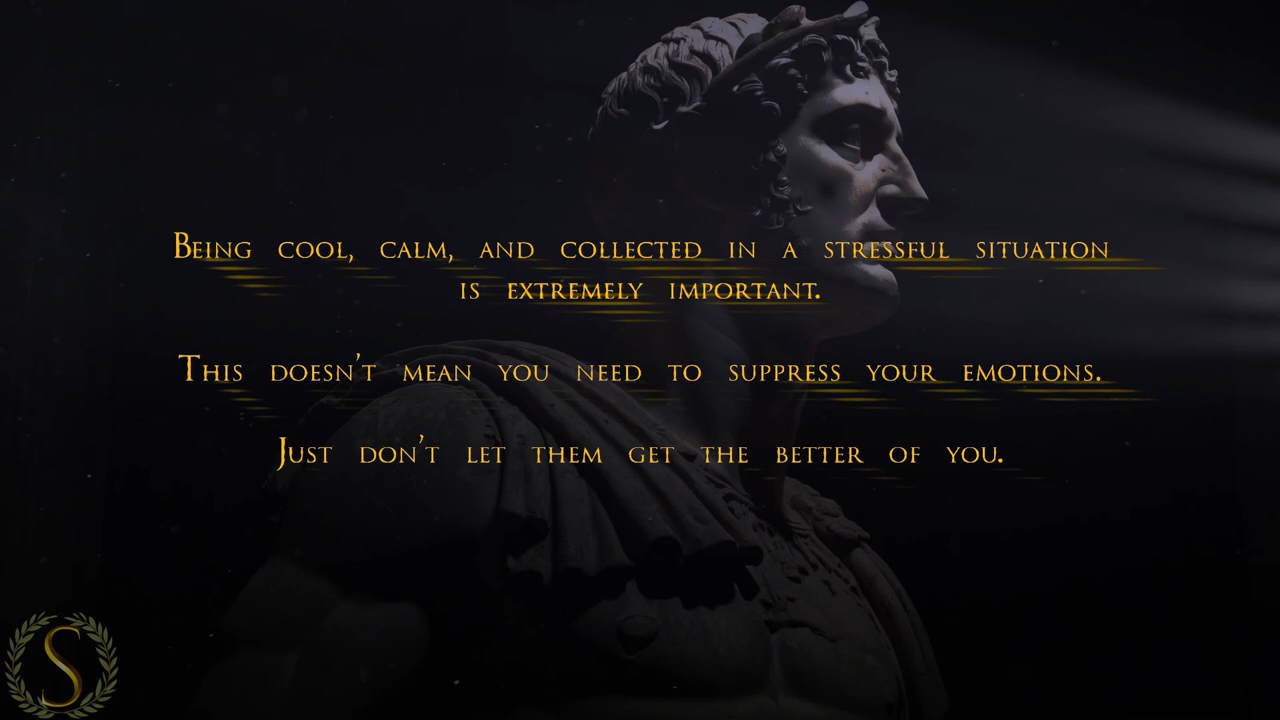 Being cool, calm, and collected in a stressful situation
is extremely important.
This doesn't mean you need to suppress your emotions.
Just don't let them get the better of you.
S